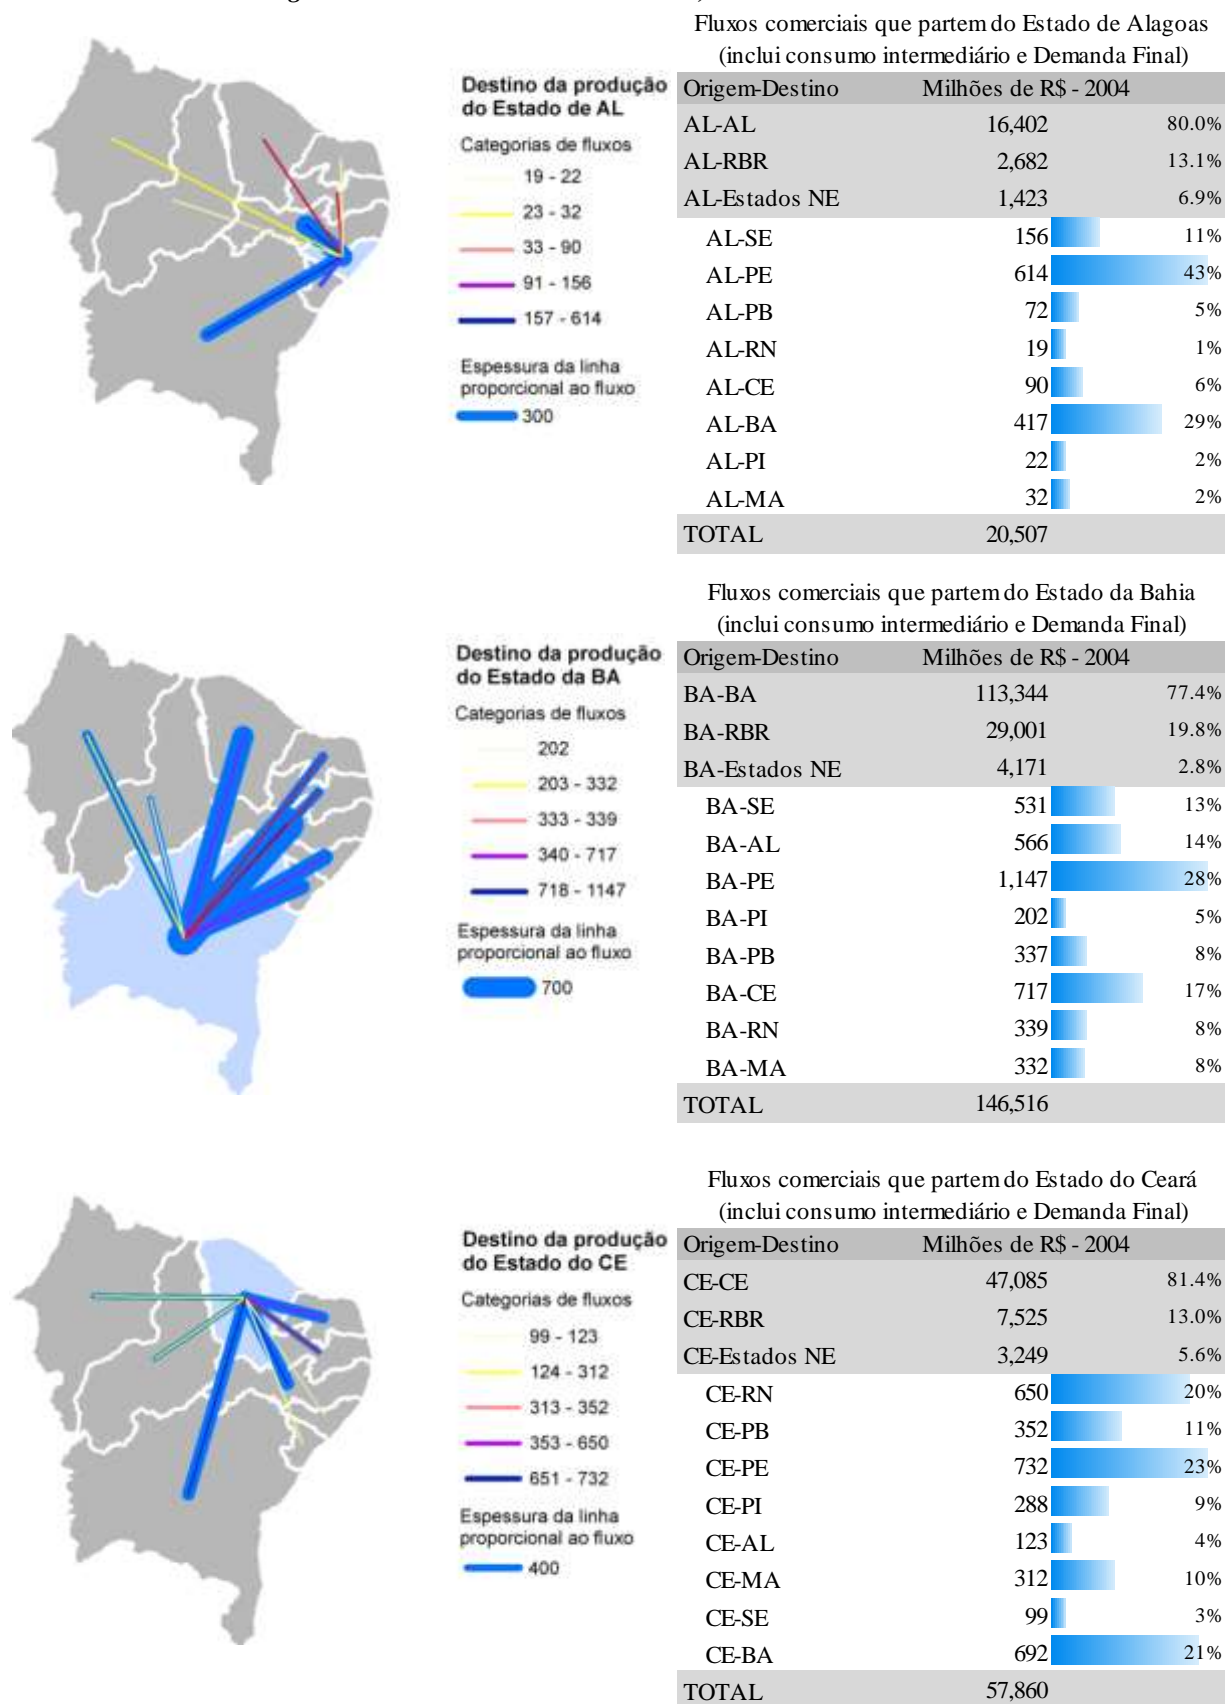 Fluxos comerciais que partem do Estado de Alagoas
(inclui consumo intermediário e Demanda Final)
Destino da produção
do Estado de AL
Categorias de fluxos
19 - 22
23 - 32
33 - 90
91 - 156
157 - 614
Espessura da linha
proporcional ao fluxo
300
Origem-Destino Milhões de R$ - 2004
AL-AL 16,402 80.0%
AL-RBR 2,682 13.1%
AL-Estados NE 1,423 6.9%
AL-SE 156 11%
AL-PE 614 43%
AL-PB 72 5%
AL-RN 19 1%
AL-CE 90 6%
AL-BA 417 29%
AL-PI 22 2%
AL-MA 32 2%
TOTAL 20,507
Fluxos comerciais que partem do Estado da Bahia
(inclui consumo intermediário e Demanda Final)
Destino da produção
do Estado da BA
Categorias de fluxos
202
203 - 332
333 - 339
340 - 717
718 - 1147
Espessura da linha
proporcional ao fluxo
700
Origem-Destino Milhões de R$ - 2004
BA-BA 113,344 77.4%
BA-RBR 29,001 19.8%
BA-Estados NE 4,171 2.8%
BA-SE 531 13%
BA-AL 566 14%
BA-PE 1,147 28%
BA-PI 202 5%
BA-PB 337 8%
BA-CE 717 17%
BA-RN 339 8%
BA-MA 332 8%
TOTAL 146,516
Fluxos comerciais que partem do Estado do Ceará
(inclui consumo intermediário e Demanda Final)
Destino da produção
do Estado do CE
Categorias de fluxos
99 - 123
124 - 312
313 - 352
353 - 650
651 - 732
Espessura da linha
proporcional ao fluxo
400
Origem-Destino Milhões de R$ - 2004
CE-CE 47,085 81.4%
CE-RBR 7,525 13.0%
CE-Estados NE 3,249 5.6%
CE-RN 650 20%
CE-PB 352 11%
CE-PE 732 23%
CE-PI 288 9%
CE-AL 123 4%
CE-MA 312 10%
CE-SE 99 3%
CE-BA 692 21%
TOTAL 57,860